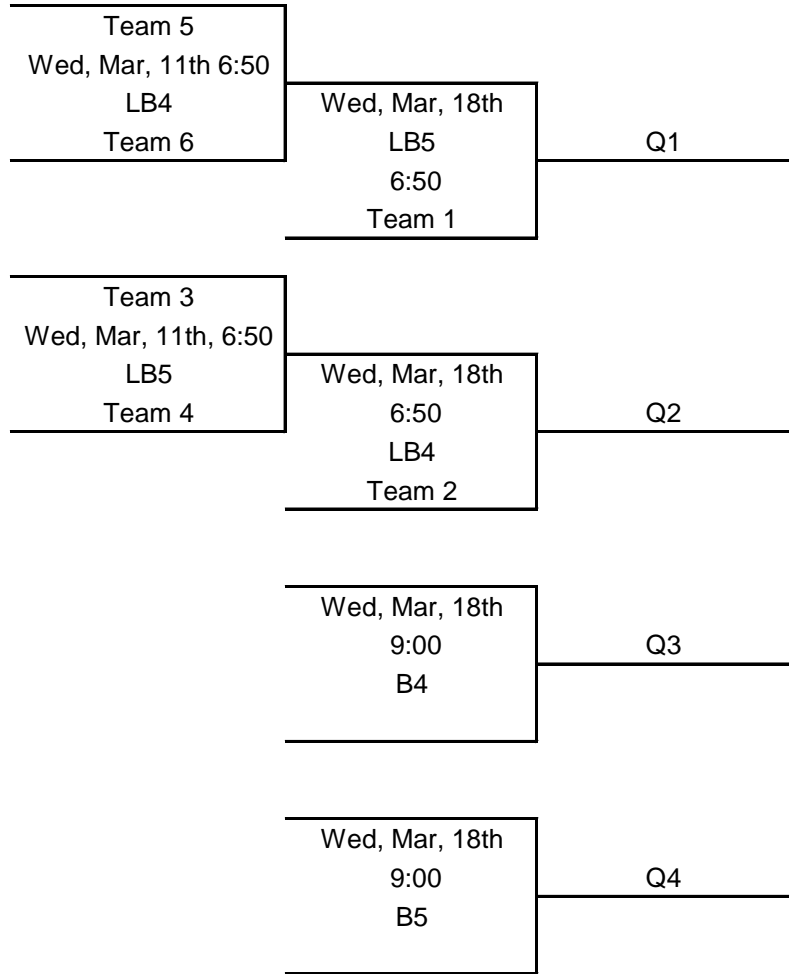 Team 5
Wed, Mar, 11th 6:50
LB4
Team 6
Wed, Mar, 18th
LB5
6:50
Team 1
Q1
Team 3
Wed, Mar, 11th, 6:50
LB5
Team 4
Wed, Mar, 18th
6:50
LB4
Team 2
Q2
Wed, Mar, 18th
9:00
B4
Q3
Wed, Mar, 18th
9:00
B5
Q4